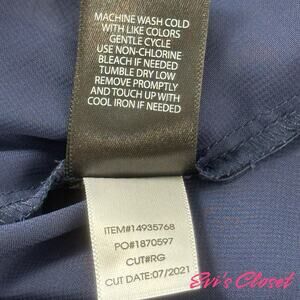 MACHINE WASH COLD
WITH LIKE COLORS
GENTLE CYCLE
USE NON-CHLORINE
BLEACH IF NEEDED
TUMBLE DRY LOW
REMOVE PROMPTLY
AND TOUCH UP WITH
COOL IRON IF NEEDED
ITEM#14935768
PO#1870597
CUT#RG
CUT DATE:07/2021
Evi's Closet